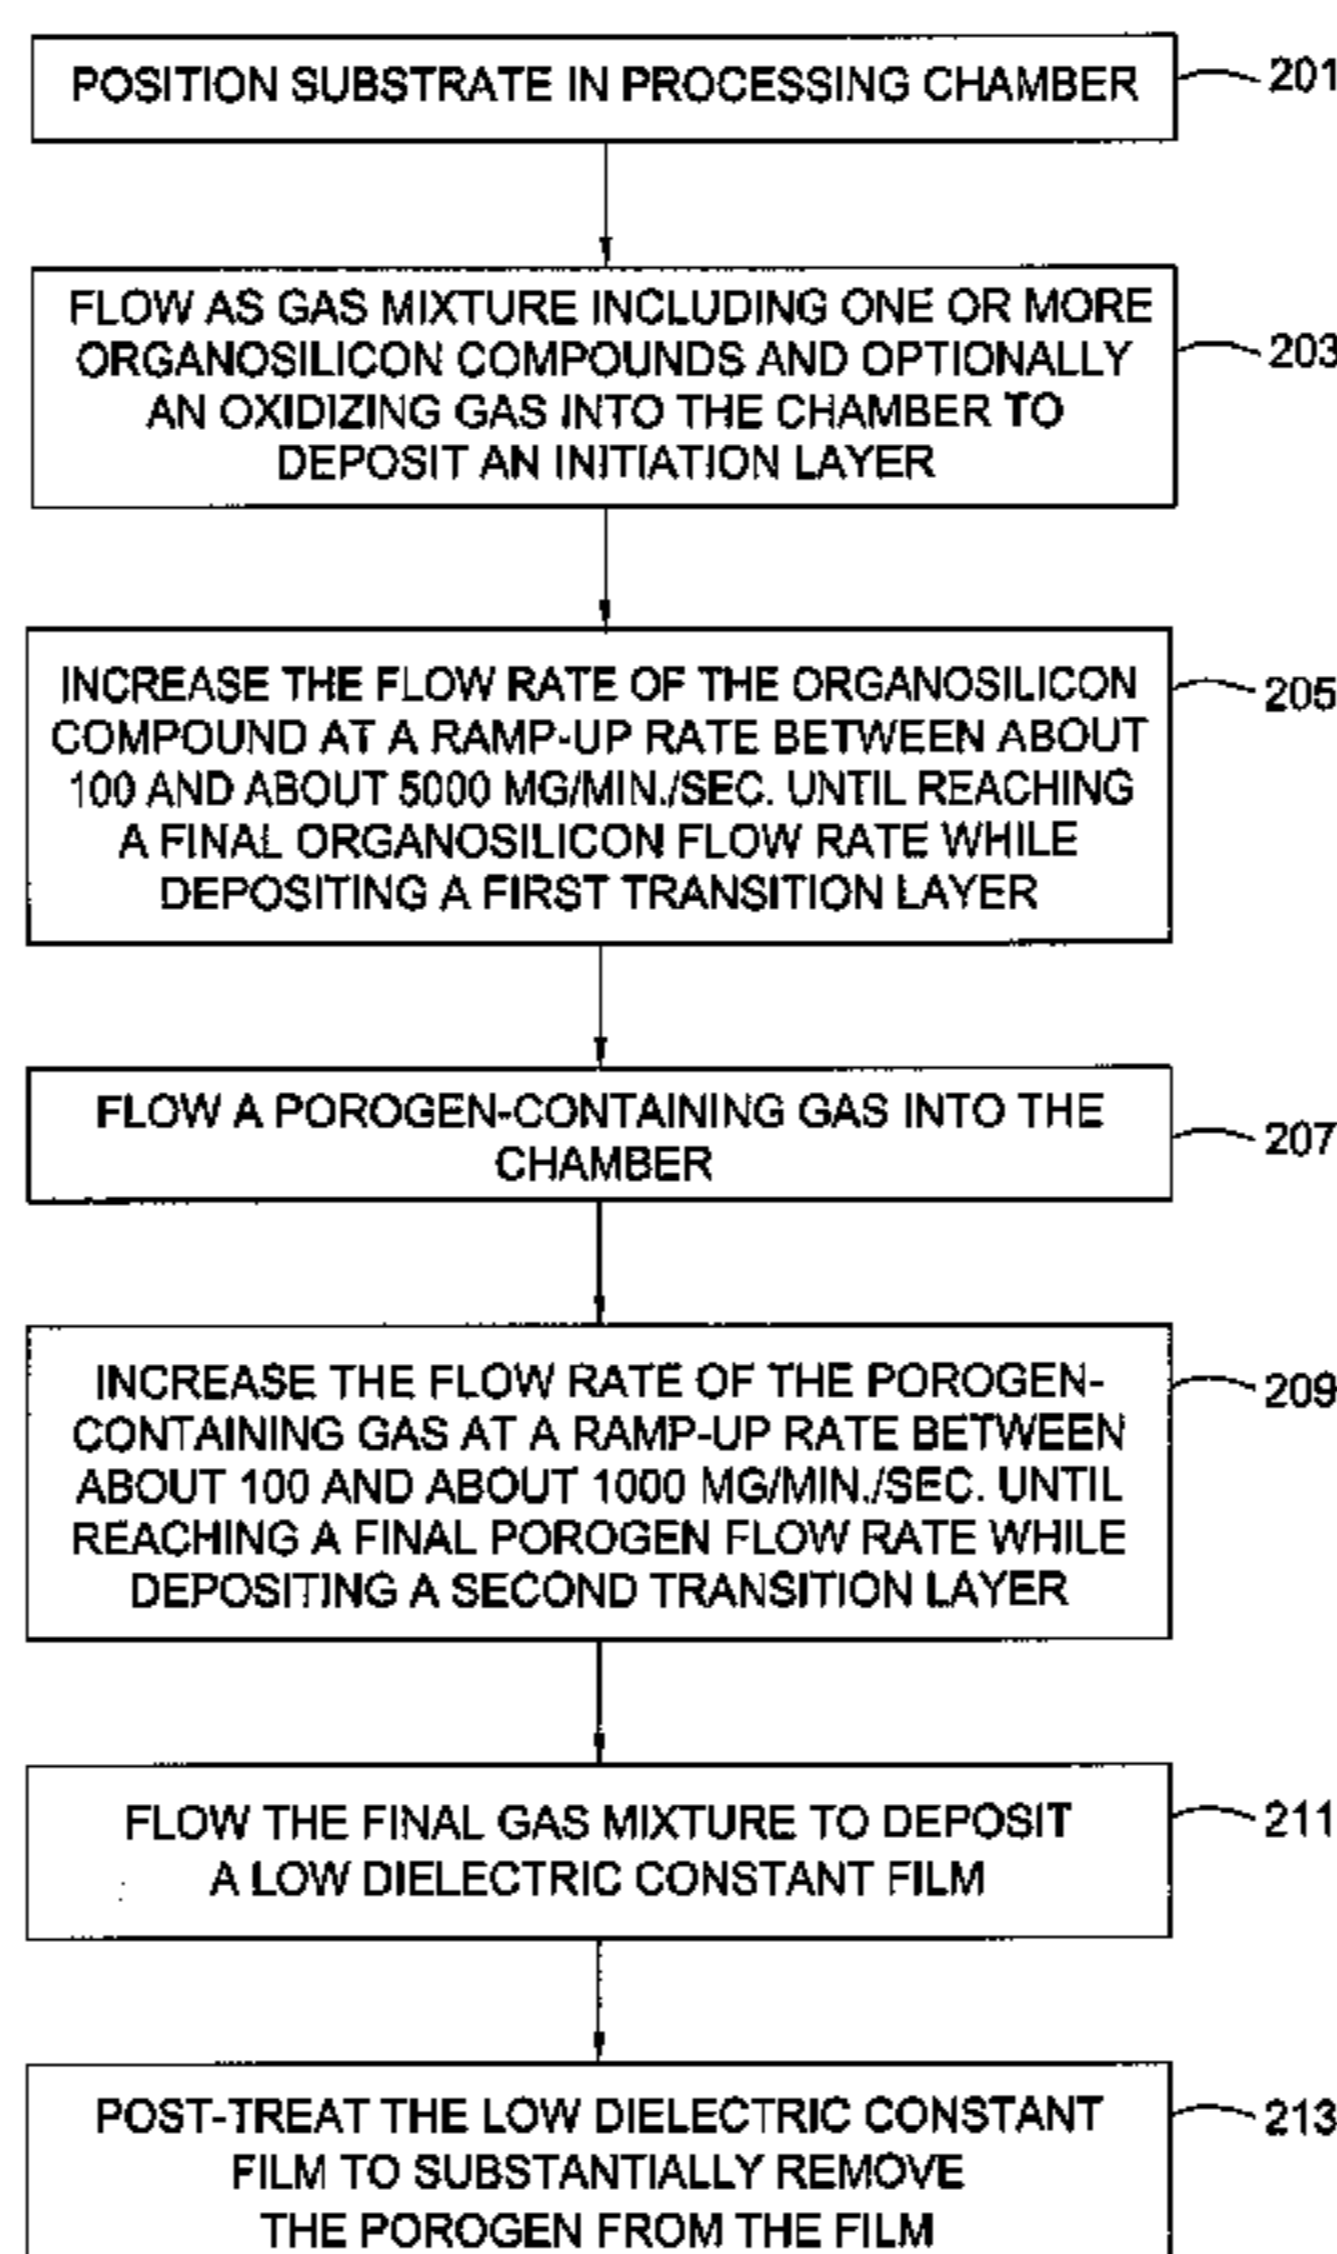 POSITION SUBSTRATE IN PROCESSING CHAMBER
201
FLOW AS GAS MIXTURE INCLUDING ONE OR MORE
ORGANOSILICON COMPOUNDS AND OPTIONALLY
AN OXIDIZING GAS INTO THE CHAMBER TO
DEPOSIT AN INITIATION LAYER
203
INCREASE THE FLOW RATE OF THE ORGANOSILICON
COMPOUND AT A RAMP-UP RATE BETWEEN ABOUT
100 AND ABOUT 5000 MG/MIN./SEC. UNTIL REACHING
A FINAL ORGANOSILICON FLOW RATE WHILE
DEPOSITING A FIRST TRANSITION LAYER
205
FLOW A POROGEN-CONTAINING GAS INTO THE
CHAMBER
207
INCREASE THE FLOW RATE OF THE POROGEN-
CONTAINING GAS AT A RAMP-UP RATE BETWEEN
ABOUT 100 AND ABOUT 1000 MG/MIN./SEC. UNTIL
REACHING A FINAL POROGEN FLOW RATE WHILE
DEPOSITING A SECOND TRANSITION LAYER
209
FLOW THE FINAL GAS MIXTURE TO DEPOSIT
A LOW DIELECTRIC CONSTANT FILM
211
POST-TREAT THE LOW DIELECTRIC CONSTANT
FILM TO SUBSTANTIALLY REMOVE
THE POROGEN FROM THE FILM
213